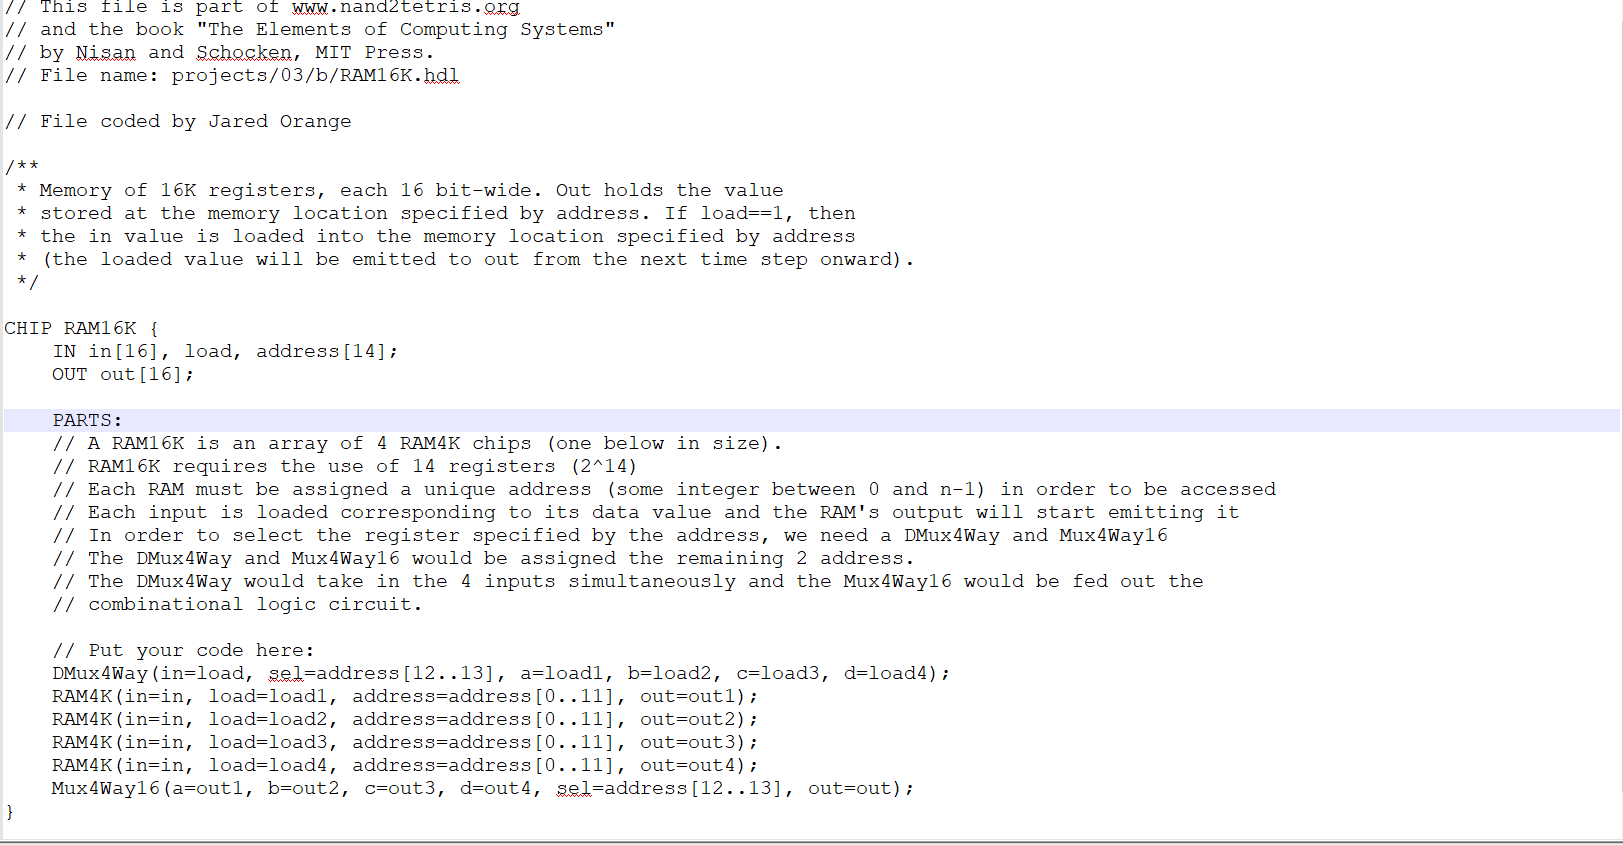 // This file is part of www.nand2tetris.org
// and the book "The Elements of Computing Systems"
// by Nisan and Schocken, MIT Press.
// File name: projects/03/b/RAM16K.hdl
// File coded by Jared Orange
/**
 * Memory of 16K registers, each 16 bit-wide. Out holds the value
 * stored at the memory location specified by address. If load==1, then
 * the in value is loaded into the memory location specified by address
 * (the loaded value will be emitted to out from the next time step onward).
 */
CHIP RAM16K {
    IN in[16], load, address[14];
    OUT out[16];
    PARTS:
    // A RAM16K is an array of 4 RAM4K chips (one below in size).
    // RAM16K requires the use of 14 registers (2^14)
    // Each RAM must be assigned a unique address (some integer between 0 and n-1) in order to be accessed
    // Each input is loaded corresponding to its data value and the RAM's output will start emitting it
    // In order to select the register specified by the address, we need a DMux4Way and Mux4Way16
    // The DMux4Way and Mux4Way16 would be assigned the remaining 2 address.
    // The DMux4Way would take in the 4 inputs simultaneously and the Mux4Way16 would be fed out the
    // combinational logic circuit.
    // Put your code here:
    DMux4Way(in=load, sel=address[12..13], a=load1, b=load2, c=load3, d=load4);
    RAM4K(in=in, load=load1, address=address[0..11], out=out1);
    RAM4K(in=in, load=load2, address=address[0..11], out=out2);
    RAM4K(in=in, load=load3, address=address[0..11], out=out3);
    RAM4K(in=in, load=load4, address=address[0..11], out=out4);
    Mux4Way16(a=out1, b=out2, c=out3, d=out4, sel=address[12..13], out=out);
}